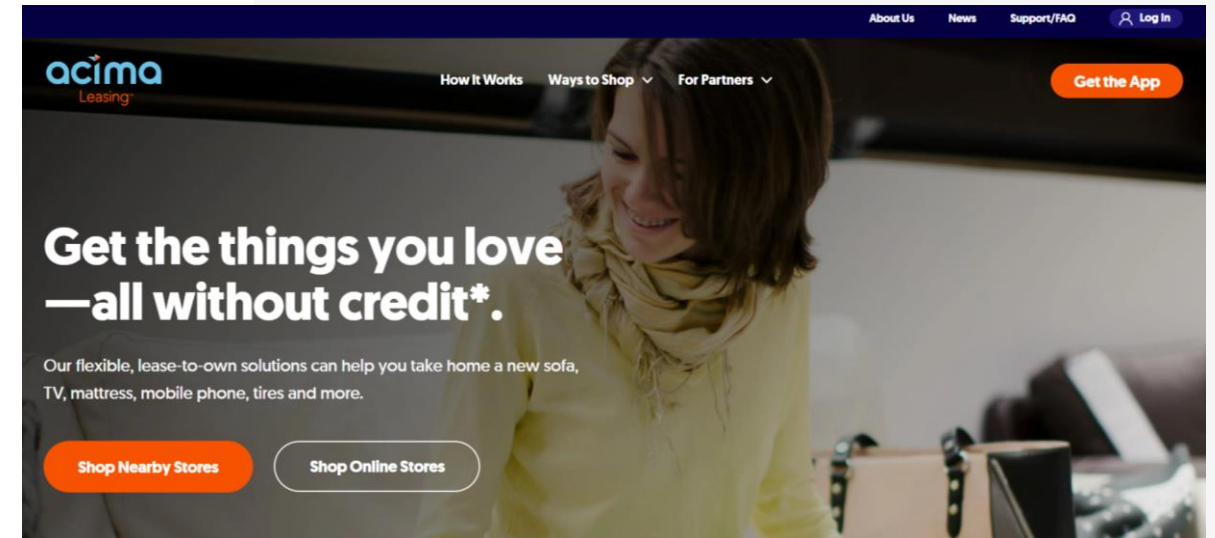 About Us News Support/FAQ Log In
acima
Leasing™
How It Works Ways to Shop For Partners
Get the App
Get the things you love
—all without credit*.
Our flexible, lease-to-own solutions can help you take home a new sofa,
TV, mattress, mobile phone, tires and more.
Shop Nearby Stores Shop Online Stores